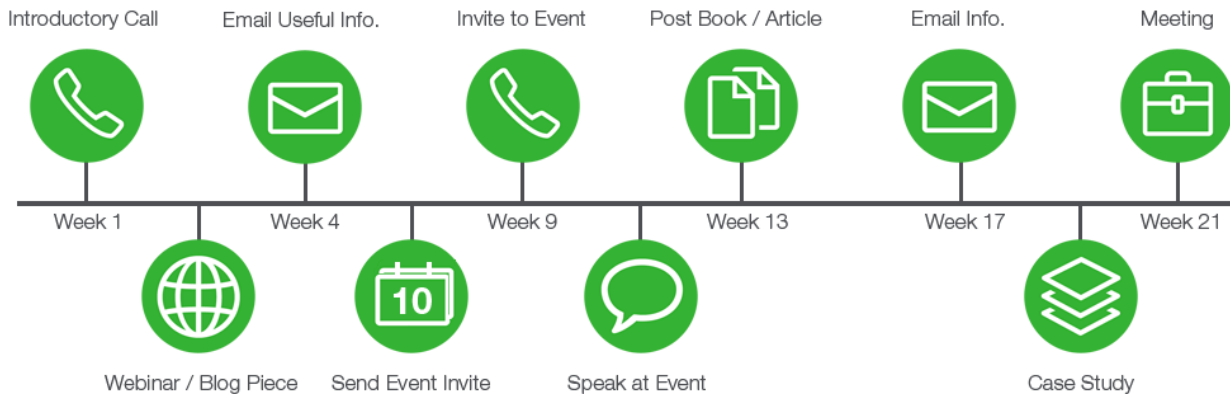 Introductory Call
Email Useful Info.
Invite to Event
Post Book / Article
Email Info.
Meeting
Week 1
Week 4
Week 9
Week 13
Week 17
Week 21
10
Webinar / Blog Piece
Send Event Invite
Speak at Event
Case Study